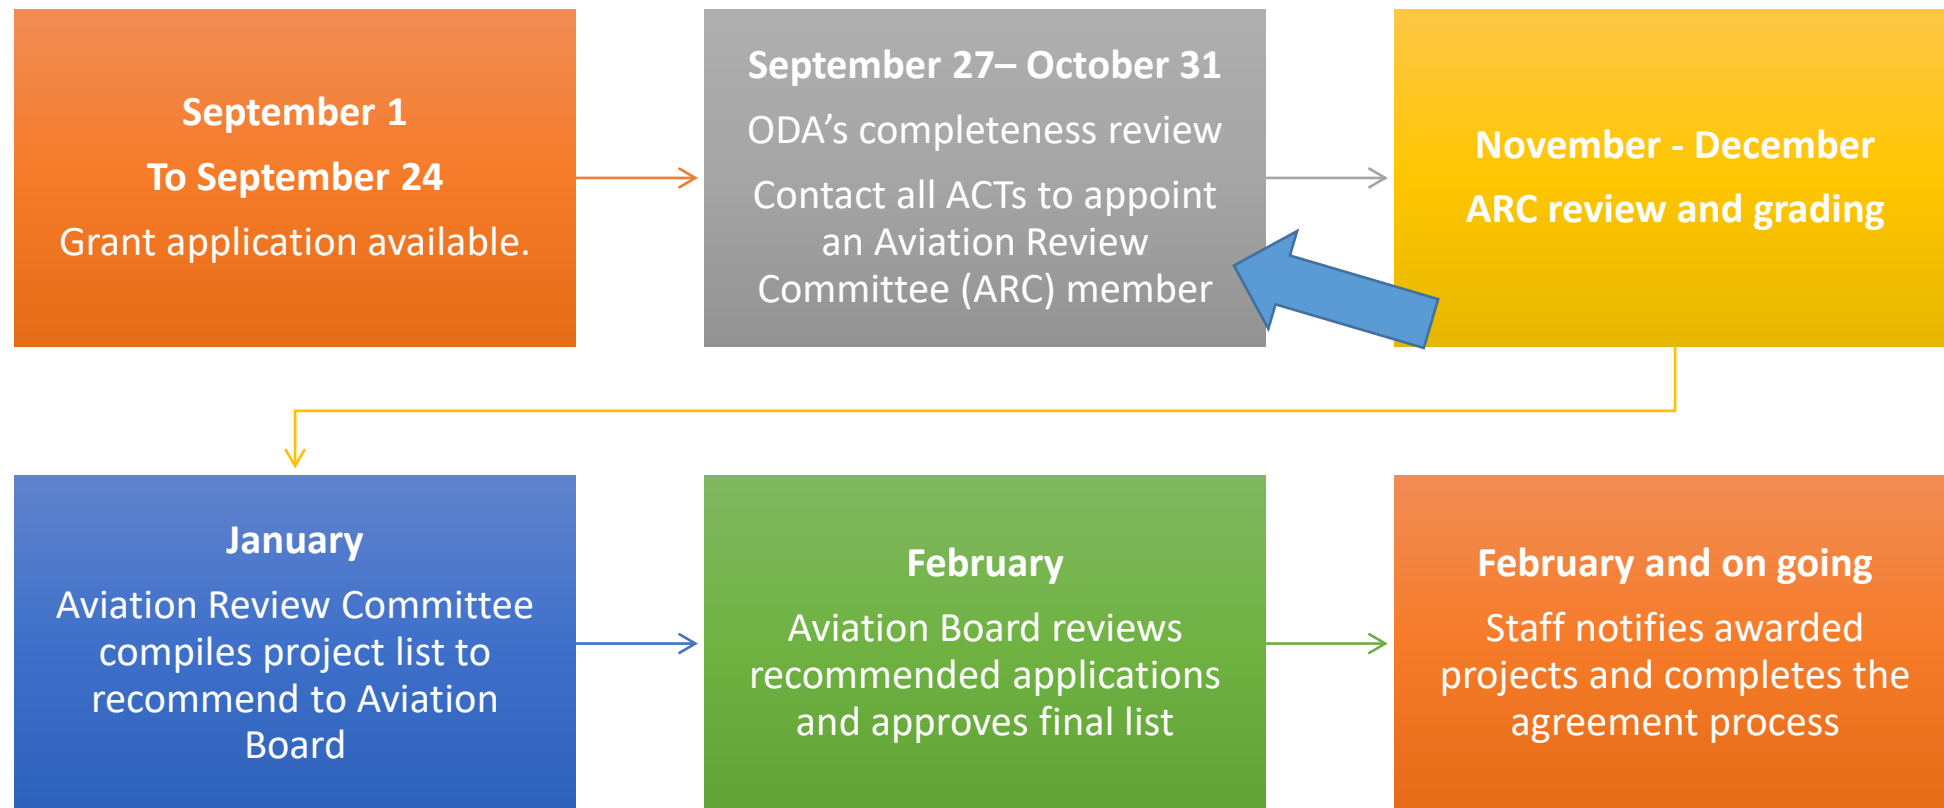 September 1
To September 24
Grant application available.
September 27– October 31
ODA’s completeness review
Contact all ACTs to appoint
an Aviation Review
Committee (ARC) member
November - December
ARC review and grading
January
Aviation Review Committee
compiles project list to
recommend to Aviation
Board
February
Aviation Board reviews
recommended applications
and approves final list
February and on going
Staff notifies awarded
projects and completes the
agreement process